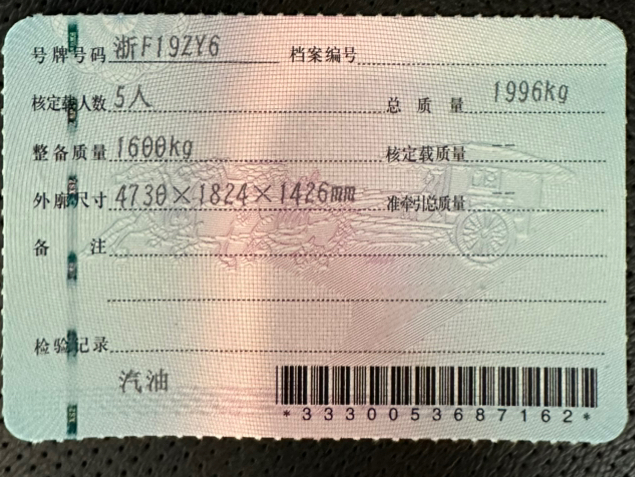 号牌号码 浙F19ZY6 档案编号
核定载人数 5人 总质量 1996kg
整备质量 1600kg 核定载质量 --
外廓尺寸 4730×1824×1426mm 准牵引总质量 --
备注
检验记录
汽油
*3330053687162*